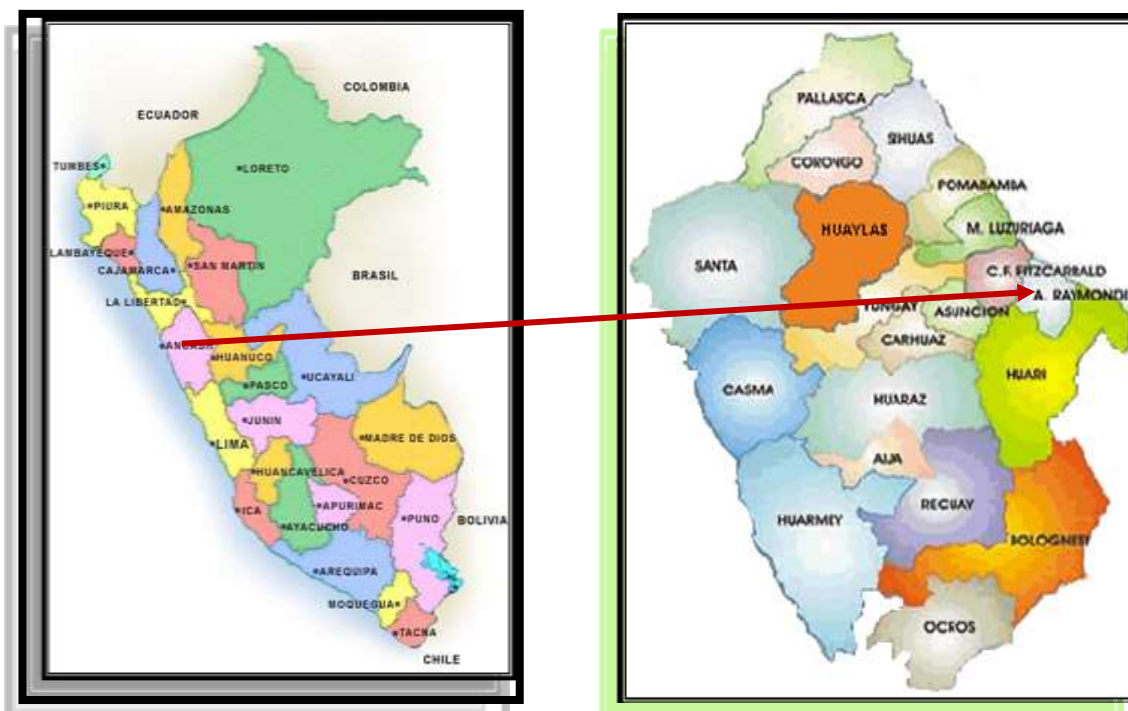 COLOMBIA
ECUADOR
TUMBES
LORETO
PIURA
AMAZONAS
LAMBAYEQUE
CAJAMARCA
SAN MARTIN
BRASIL
LA LIBERTAD
ANCASH
HUANUCO
UCAYALI
PASCO
JUNIN
LIMA
MADRE DE DIOS
HUANCAVELICA
CUZCO
ICA
APURIMAC
AYACUCHO
PUNO
BOLIVIA
AREQUIPA
MOQUEGUA
TACNA
CHILE
PALLASCA
SIHUAS
CORONGO
POMABAMBA
HUAYLAS
M. LUZURIAGA
SANTA
C.F. FITZCARRALD
A. RAYMONDI
YUNGAY
ASUNCION
CARHUAZ
HUARI
CASMA
HUARAZ
AIJA
RECUAY
HUARMEY
BOLOGNESI
OCROS